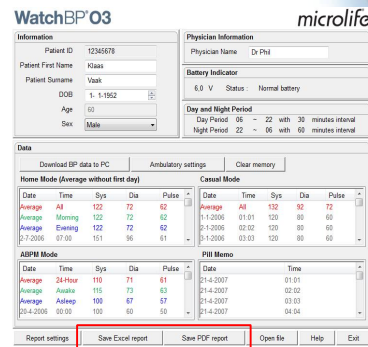 WatchBP®O3
microlife
Information
Patient ID 12345678
Patient First Name Klaas
Patient Surname Vaak
DOB 1- 1-1952
Age 60
Sex Male
Physician Information
Physician Name Dr Phil
Battery Indicator
6,0 V Status : Normal battery
Day and Night Period
Day Period 06 ~ 22 with 30 minutes interval
Night Period 22 ~ 06 with 60 minutes interval
Data
Download BP data to PC Ambulatory settings Clear memory
Home Mode (Average without first day)
Date Time Sys Dia Pulse
Average All 122 72 62
Average Morning 122 72 62
Average Evening 122 72 62
2-7-2006 07:00 151 96 61
Casual Mode
Date Time Sys Dia Pulse
Average All 132 92 72
1-1-2006 01:01 120 80 60
2-1-2006 02:02 120 80 60
3-1-2006 03:03 120 80 60
ABPM Mode
Date Time Sys Dia Pulse
Average 24-Hour 110 71 61
Average Awake 115 73 63
Average Asleep 100 67 57
20-4-2006 00:00 100 60 50
Pill Memo
Date Time
21-4-2007 01:01
21-4-2007 02:02
21-4-2007 03:03
21-4-2007 04:04
Report settings Save Excel report Save PDF report Open file Help Exit